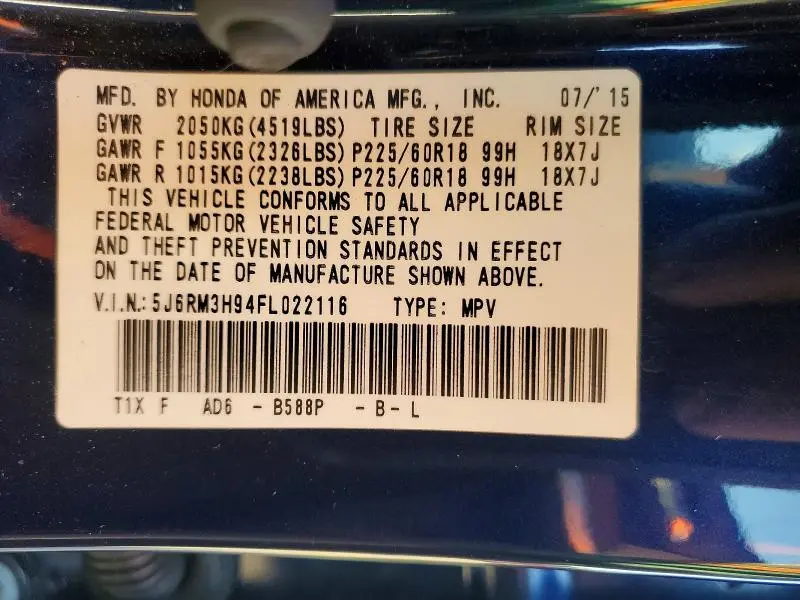 MFD. BY HONDA OF AMERICA MFG., INC. 07/'15
GVWR 2050KG(4519LBS) TIRE SIZE RIM SIZE
GAWR F 1055KG(2326LBS) P225/60R18 99H 18X7J
GAWR R 1015KG(2238LBS) P225/60R18 99H 18X7J
THIS VEHICLE CONFORMS TO ALL APPLICABLE
FEDERAL MOTOR VEHICLE SAFETY
AND THEFT PREVENTION STANDARDS IN EFFECT
ON THE DATE OF MANUFACTURE SHOWN ABOVE.
V.I.N.: 5J6RM3H94FL022116 TYPE: MPV
T1X F AD6 - B588P - B - L